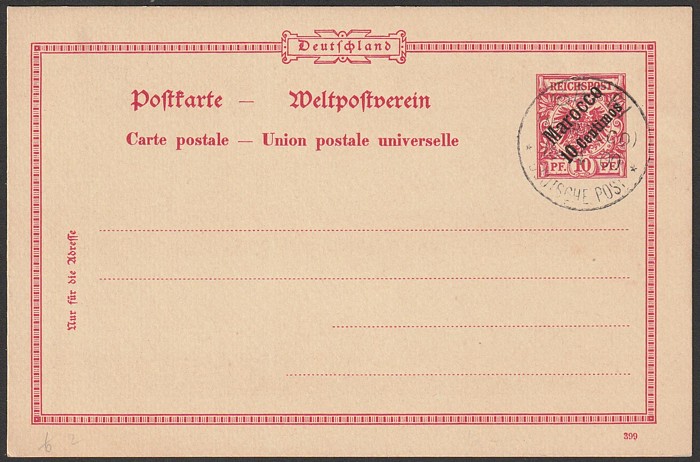 Deutschland
Postkarte — Weltpostverein
Carte postale — Union postale universelle
REICHSPOST
Marocco
10 Centimos
PF. 10 PF.
DEUTSCHE POST
Nur für die Adresse
399